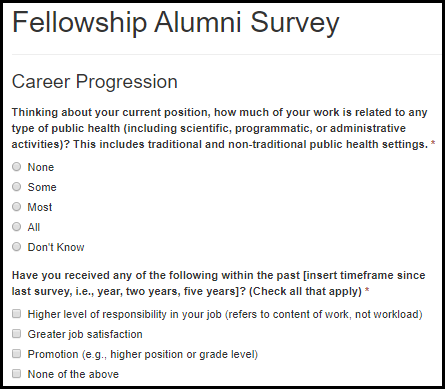 Fellowship Alumni Survey
Career Progression
Thinking about your current position, how much of your work is related to any
type of public health (including scientific, programmatic, or administrative
activities)? This includes traditional and non-traditional public health settings. *
None
Some
Most
All
Don't Know
Have you received any of the following within the past [insert timeframe since
last survey, i.e., year, two years, five years]? (Check all that apply) *
Higher level of responsibility in your job (refers to content of work, not workload)
Greater job satisfaction
Promotion (e.g., higher position or grade level)
None of the above